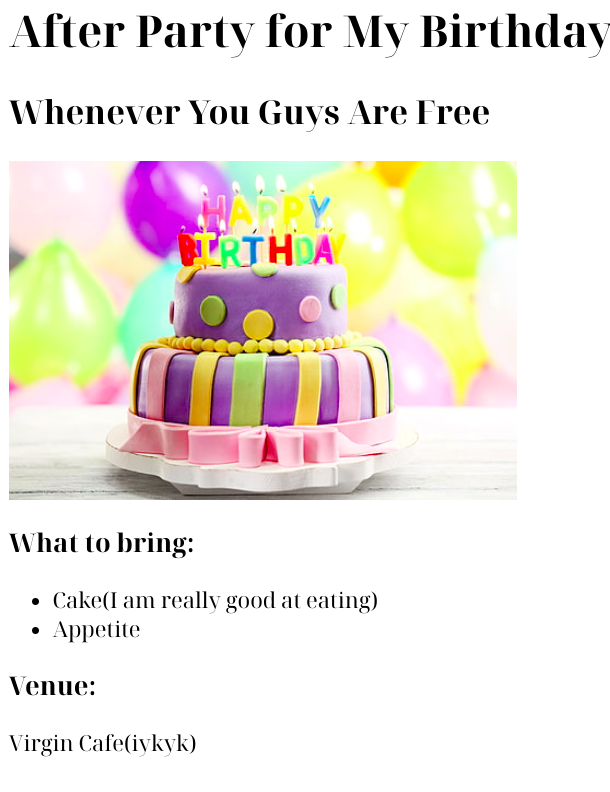 After Party for My Birthday
Whenever You Guys Are Free
HAPPY
BIRTHDAY
What to bring:
Cake(I am really good at eating)
Appetite
Venue:
Virgin Cafe(iykyk)